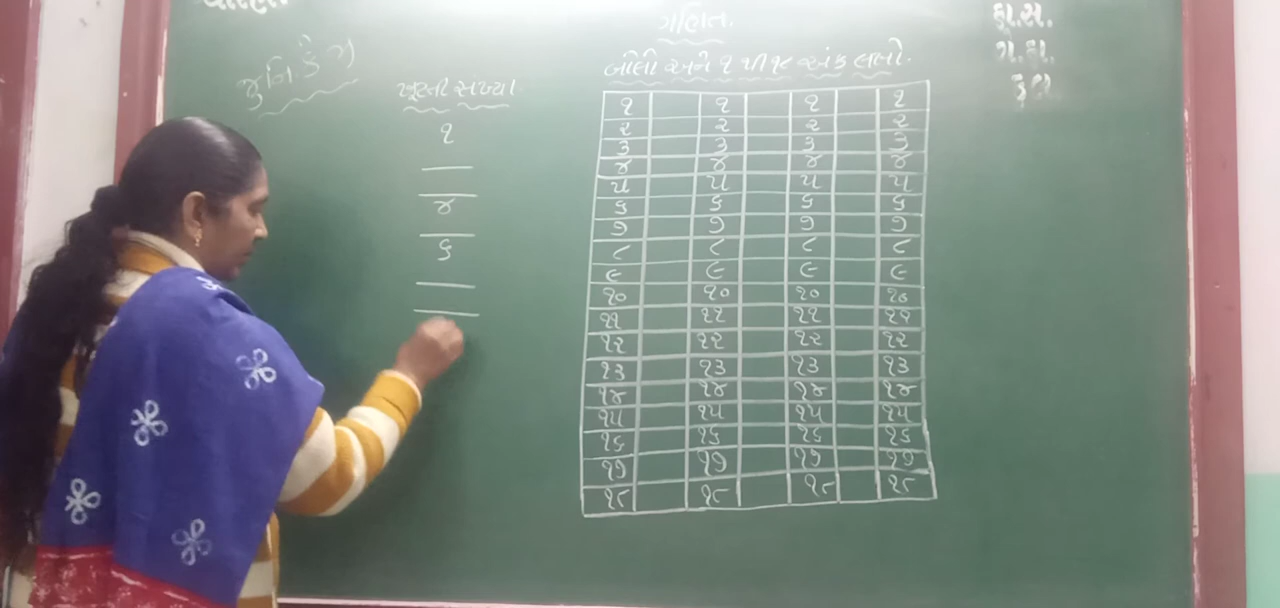 જુનિ. કે જી
ખૂટતી સંખ્યા.
૧
૪
૬
ગણિત.
બોલો અને ૧ થી ૧૮ અંક લખો.
૧ ૧ ૧ ૧
૨ ૨ ૨ ૨
૩ ૩ ૩ ૩
૪ ૪ ૪ ૪
૫ ૫ ૫ ૫
૬ ૬ ૬ ૬
૭ ૭ ૭ ૭
૮ ૮ ૮ ૮
૯ ૯ ૯ ૯
૧૦ ૧૦ ૧૦ ૧૦
૧૧ ૧૧ ૧૧ ૧૧
૧૨ ૧૨ ૧૨ ૧૨
૧૩ ૧૩ ૧૩ ૧૩
૧૪ ૧૪ ૧૪ ૧૪
૧૫ ૧૫ ૧૫ ૧૫
૧૬ ૧૬ ૧૬ ૧૬
૧૭ ૧૭ ૧૭ ૧૭
૧૮ ૧૮ ૧૮ ૧૮
ક્રા.સ.
ગ.હા.